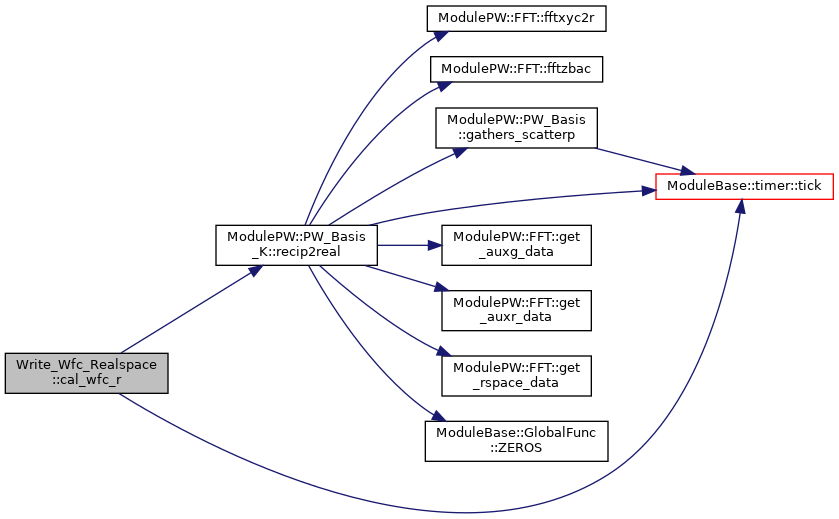 ModulePW::FFT::fftxyc2r
ModulePW::FFT::fftzbac
ModulePW::PW_Basis
::gathers_scatterp
ModuleBase::timer::tick
ModulePW::PW_Basis
_K::recip2real
ModulePW::FFT::get
_auxg_data
ModulePW::FFT::get
_auxr_data
Write_Wfc_Realspace
::cal_wfc_r
ModulePW::FFT::get
_rspace_data
ModuleBase::GlobalFunc
::ZEROS